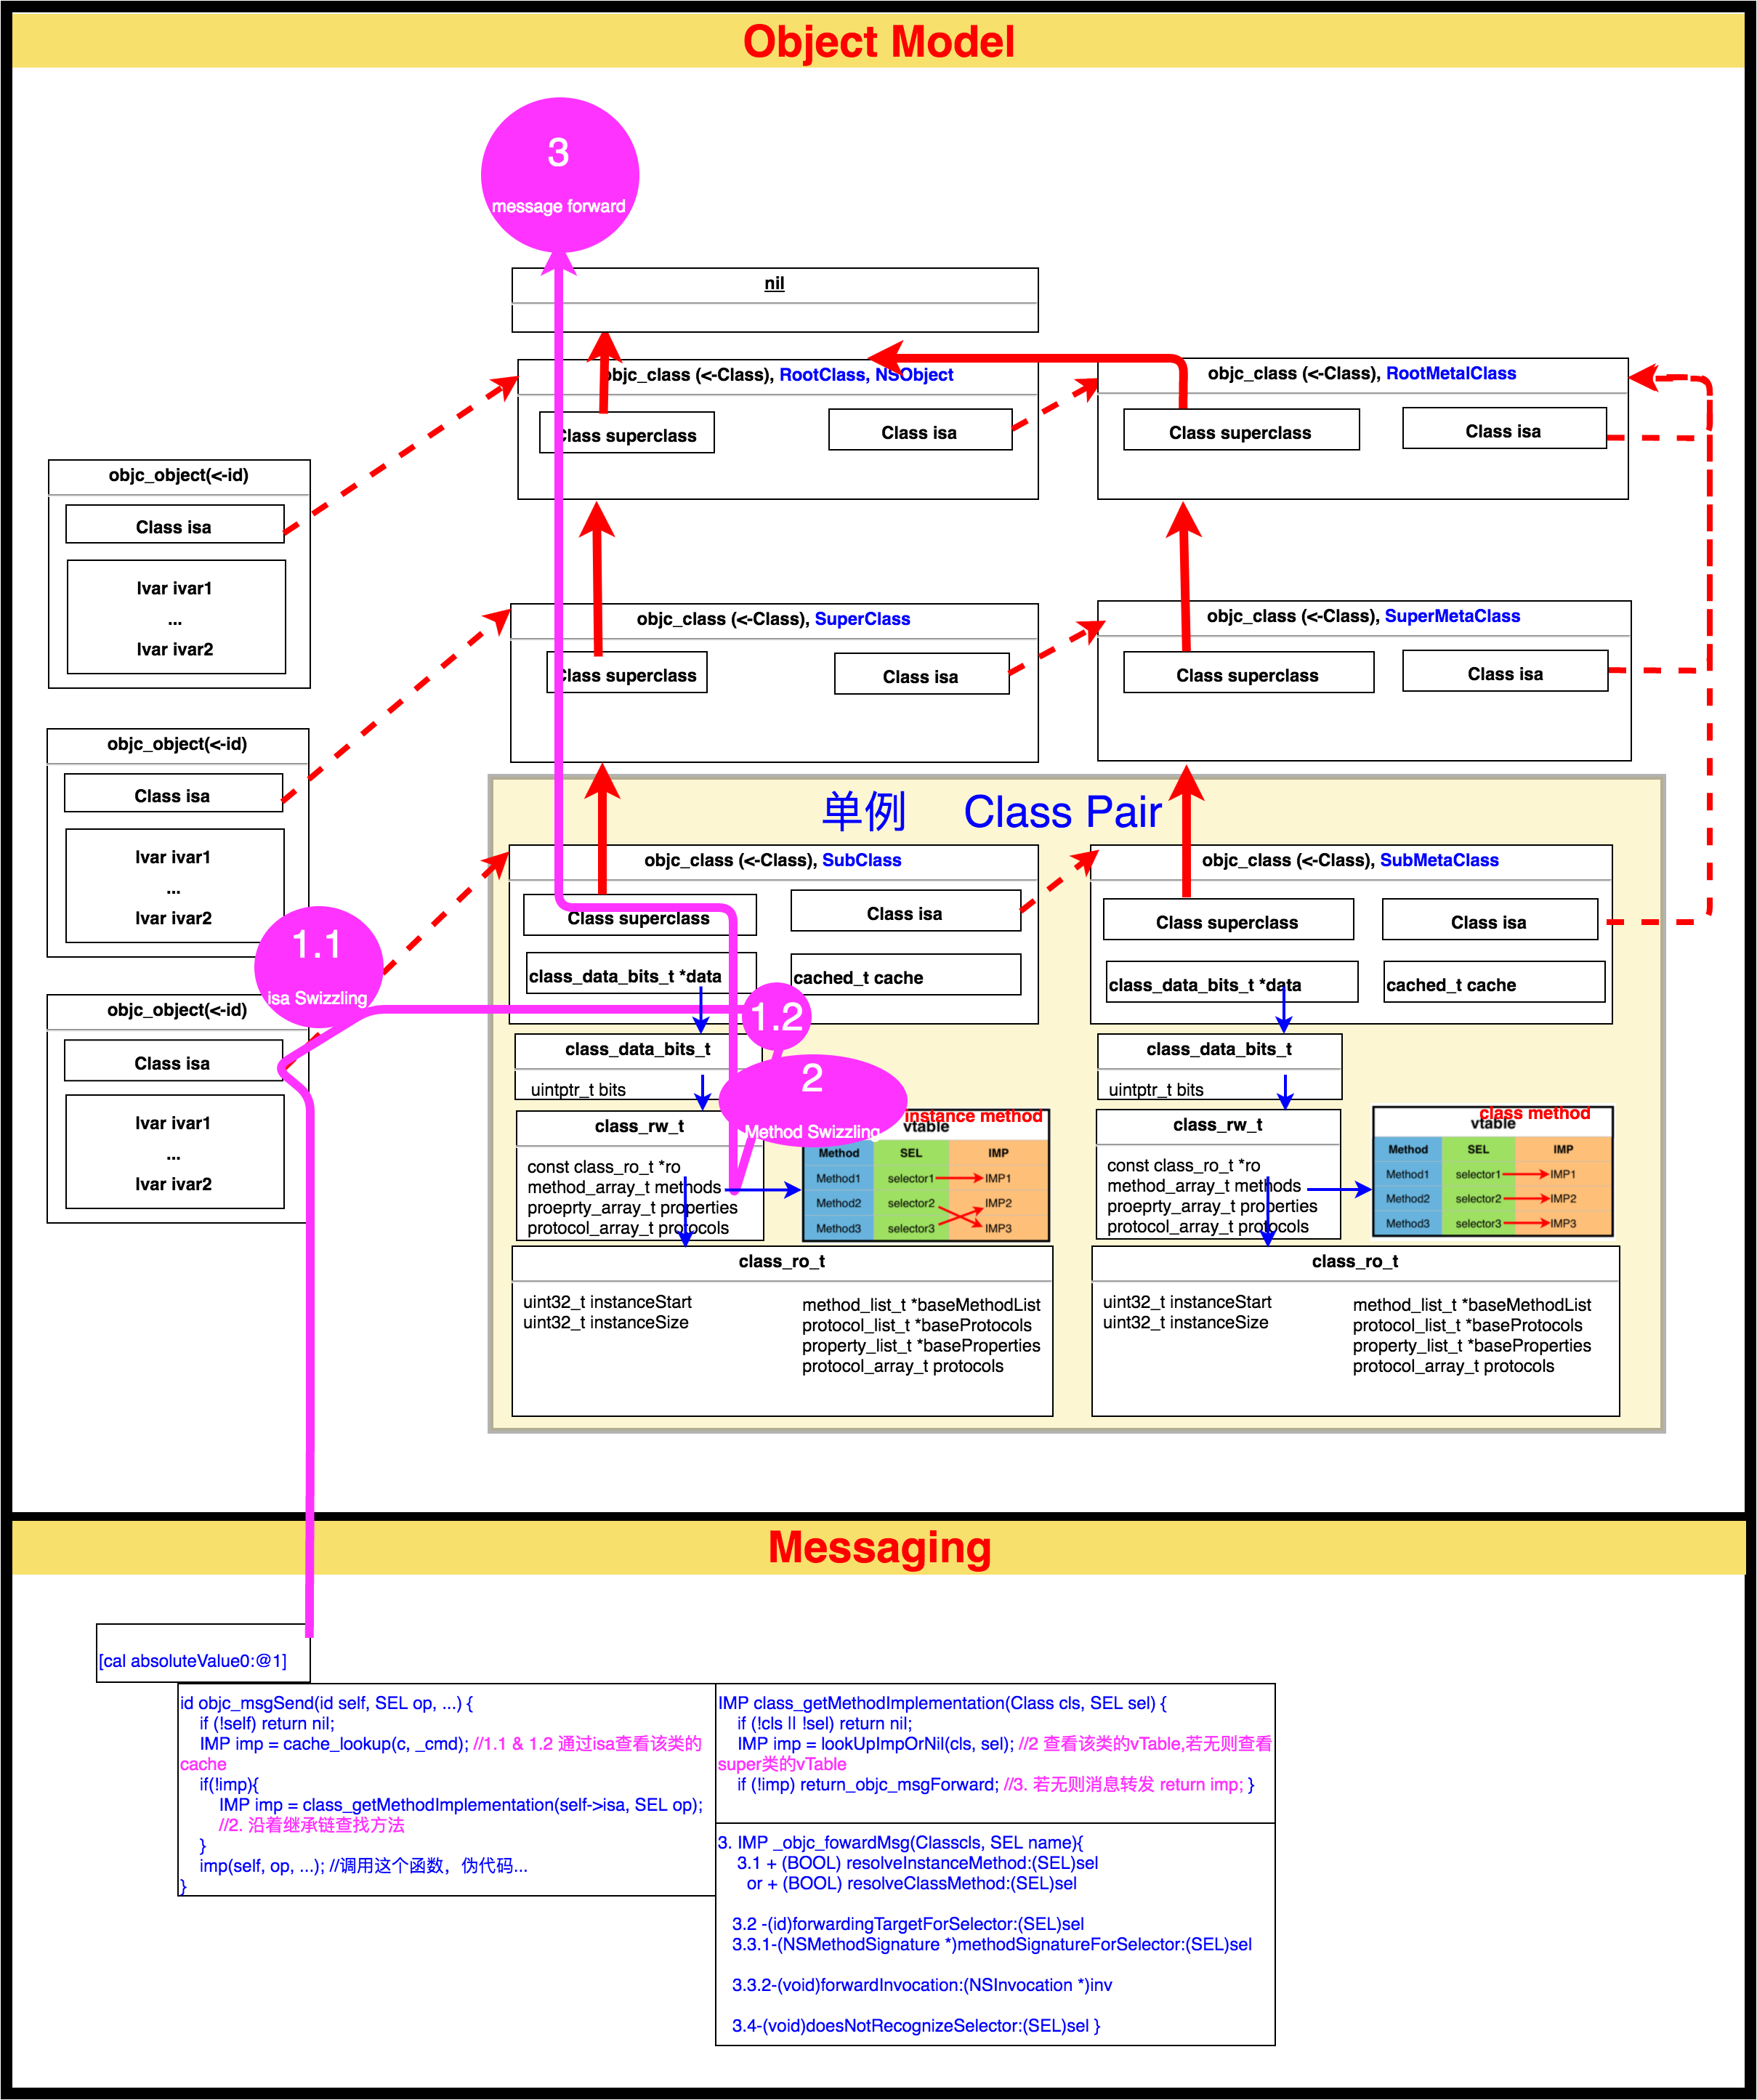 Object Model
3
message forward
nil
objc_class (<-Class), RootClass, NSObject
Class superclass
Class isa
objc_class (<-Class), RootMetalClass
Class superclass
Class isa
objc_object(<-id)
Class isa
Ivar ivar1
...
Ivar ivar2
objc_class (<-Class), SuperClass
Class superclass
Class isa
objc_class (<-Class), SuperMetaClass
Class superclass
Class isa
objc_object(<-id)
Class isa
Ivar ivar1
...
Ivar ivar2
单例 Class Pair
objc_class (<-Class), SubClass
Class superclass
Class isa
class_data_bits_t *data
cached_t cache
objc_class (<-Class), SubMetaClass
Class superclass
Class isa
class_data_bits_t *data
cached_t cache
1.1
isa Swizzling
objc_object(<-id)
Class isa
Ivar ivar1
...
Ivar ivar2
1.2
2
Method Swizzling
class_data_bits_t
uintptr_t bits
class_rw_t
const class_ro_t *ro
method_array_t methods
proeprty_array_t properties
protocol_array_t protocols
instance method
vtable
Method SEL IMP
Method1 selector1 IMP1
Method2 selector2 IMP2
Method3 selector3 IMP3
class_ro_t
uint32_t instanceStart
uint32_t instanceSize
method_list_t *baseMethodList
protocol_list_t *baseProtocols
property_list_t *baseProperties
protocol_array_t protocols
class_data_bits_t
uintptr_t bits
class_rw_t
const class_ro_t *ro
method_array_t methods
proeprty_array_t properties
protocol_array_t protocols
class method
vtable
Method SEL IMP
Method1 selector1 IMP1
Method2 selector2 IMP2
Method3 selector3 IMP3
class_ro_t
uint32_t instanceStart
uint32_t instanceSize
method_list_t *baseMethodList
protocol_list_t *baseProtocols
property_list_t *baseProperties
protocol_array_t protocols
Messaging
[cal absoluteValue0:@1]
id objc_msgSend(id self, SEL op, ...) {
if (!self) return nil;
IMP imp = cache_lookup(c, _cmd); //1.1 & 1.2 通过isa查看该类的
cache
if(!imp){
IMP imp = class_getMethodImplementation(self->isa, SEL op);
//2. 沿着继承链查找方法
}
imp(self, op, ...); //调用这个函数，伪代码...
}
IMP class_getMethodImplementation(Class cls, SEL sel) {
if (!cls || !sel) return nil;
IMP imp = lookUpImpOrNil(cls, sel); //2 查看该类的vTable,若无则查看
super类的vTable
if (!imp) return_objc_msgForward; //3. 若无则消息转发 return imp; }
3. IMP _objc_fowardMsg(Classcls, SEL name){
3.1 + (BOOL) resolveInstanceMethod:(SEL)sel
or + (BOOL) resolveClassMethod:(SEL)sel
3.2 -(id)forwardingTargetForSelector:(SEL)sel
3.3.1-(NSMethodSignature *)methodSignatureForSelector:(SEL)sel
3.3.2-(void)forwardInvocation:(NSInvocation *)inv
3.4-(void)doesNotRecognizeSelector:(SEL)sel }